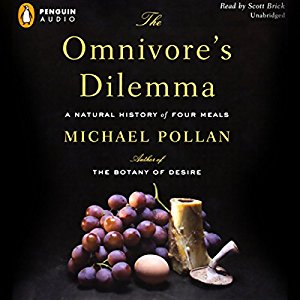 PENGUIN
AUDIO
Read by Scott Brick
Unabridged
The
Omnivore's
Dilemma
A NATURAL HISTORY of FOUR MEALS
MICHAEL POLLAN
Author of
THE BOTANY OF DESIRE